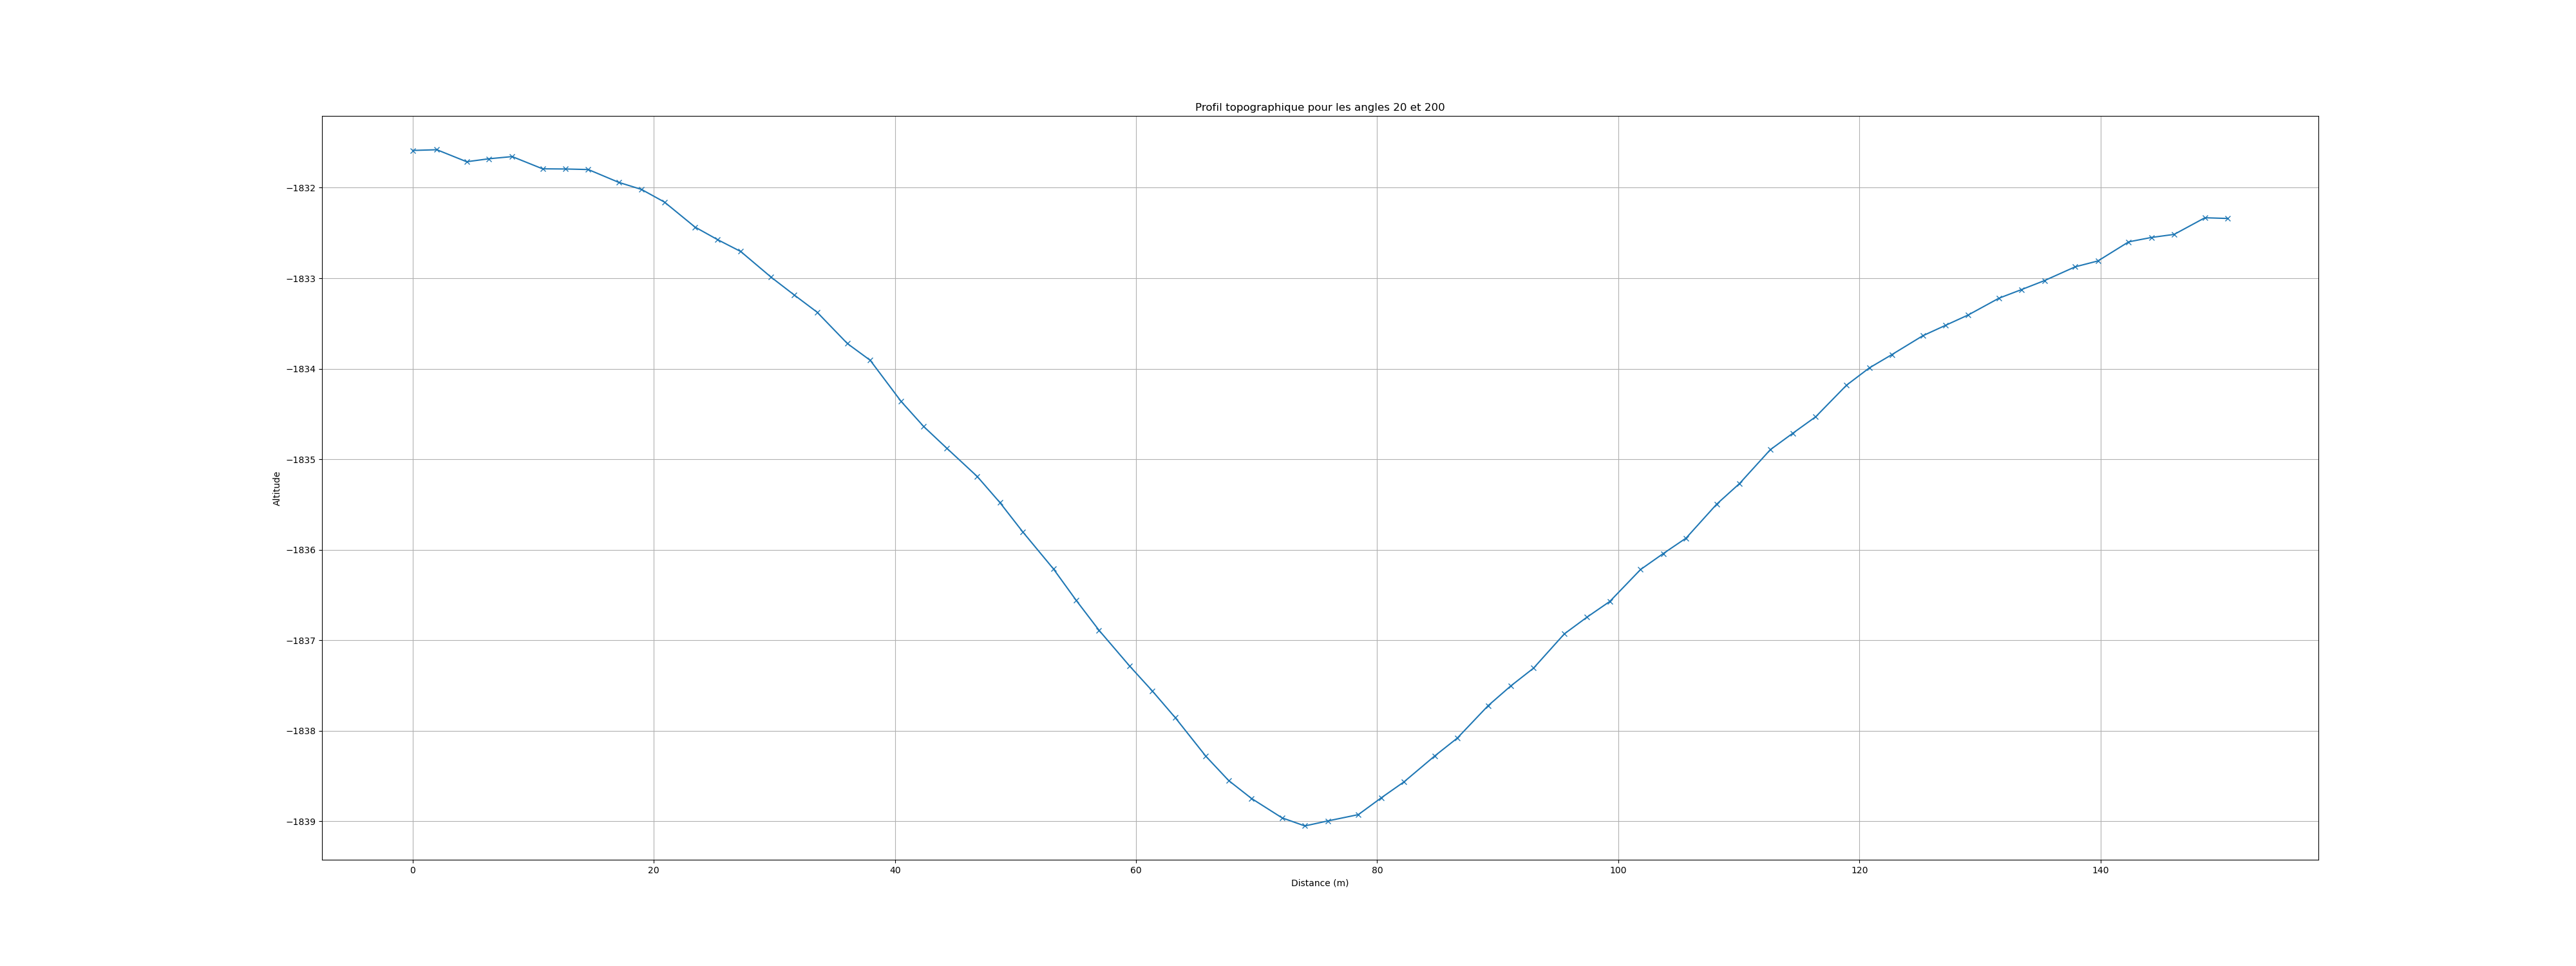 Profil topographique pour les angles 20 et 200
−1832
−1833
−1834
−1835
−1836
−1837
−1838
−1839
Altitude
0 20 40 60 80 100 120 140
Distance (m)